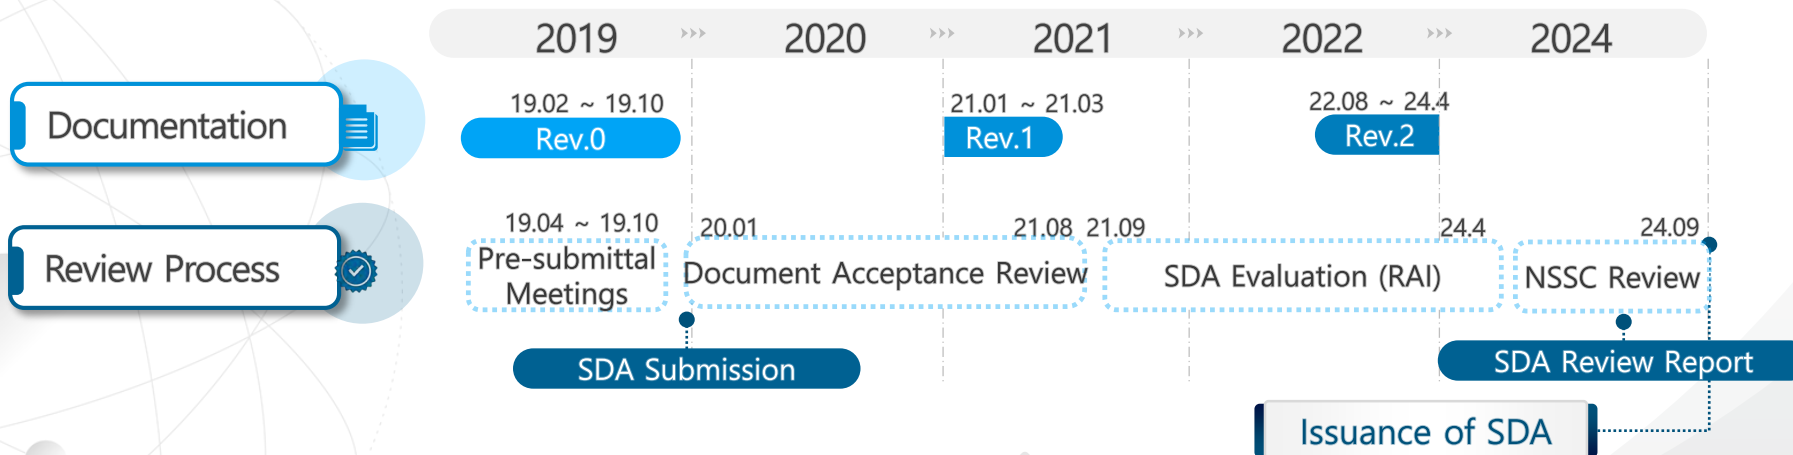 2019 2020 2021 2022 2024
Documentation
19.02 ~ 19.10 21.01 ~ 21.03 22.08 ~ 24.4
Rev.0 Rev.1 Rev.2
Review Process
19.04 ~ 19.10 20.01 21.08 21.09 24.4 24.09
Pre-submittal
Meetings
Document Acceptance Review
SDA Evaluation (RAI)
NSSC Review
SDA Submission
SDA Review Report
Issuance of SDA